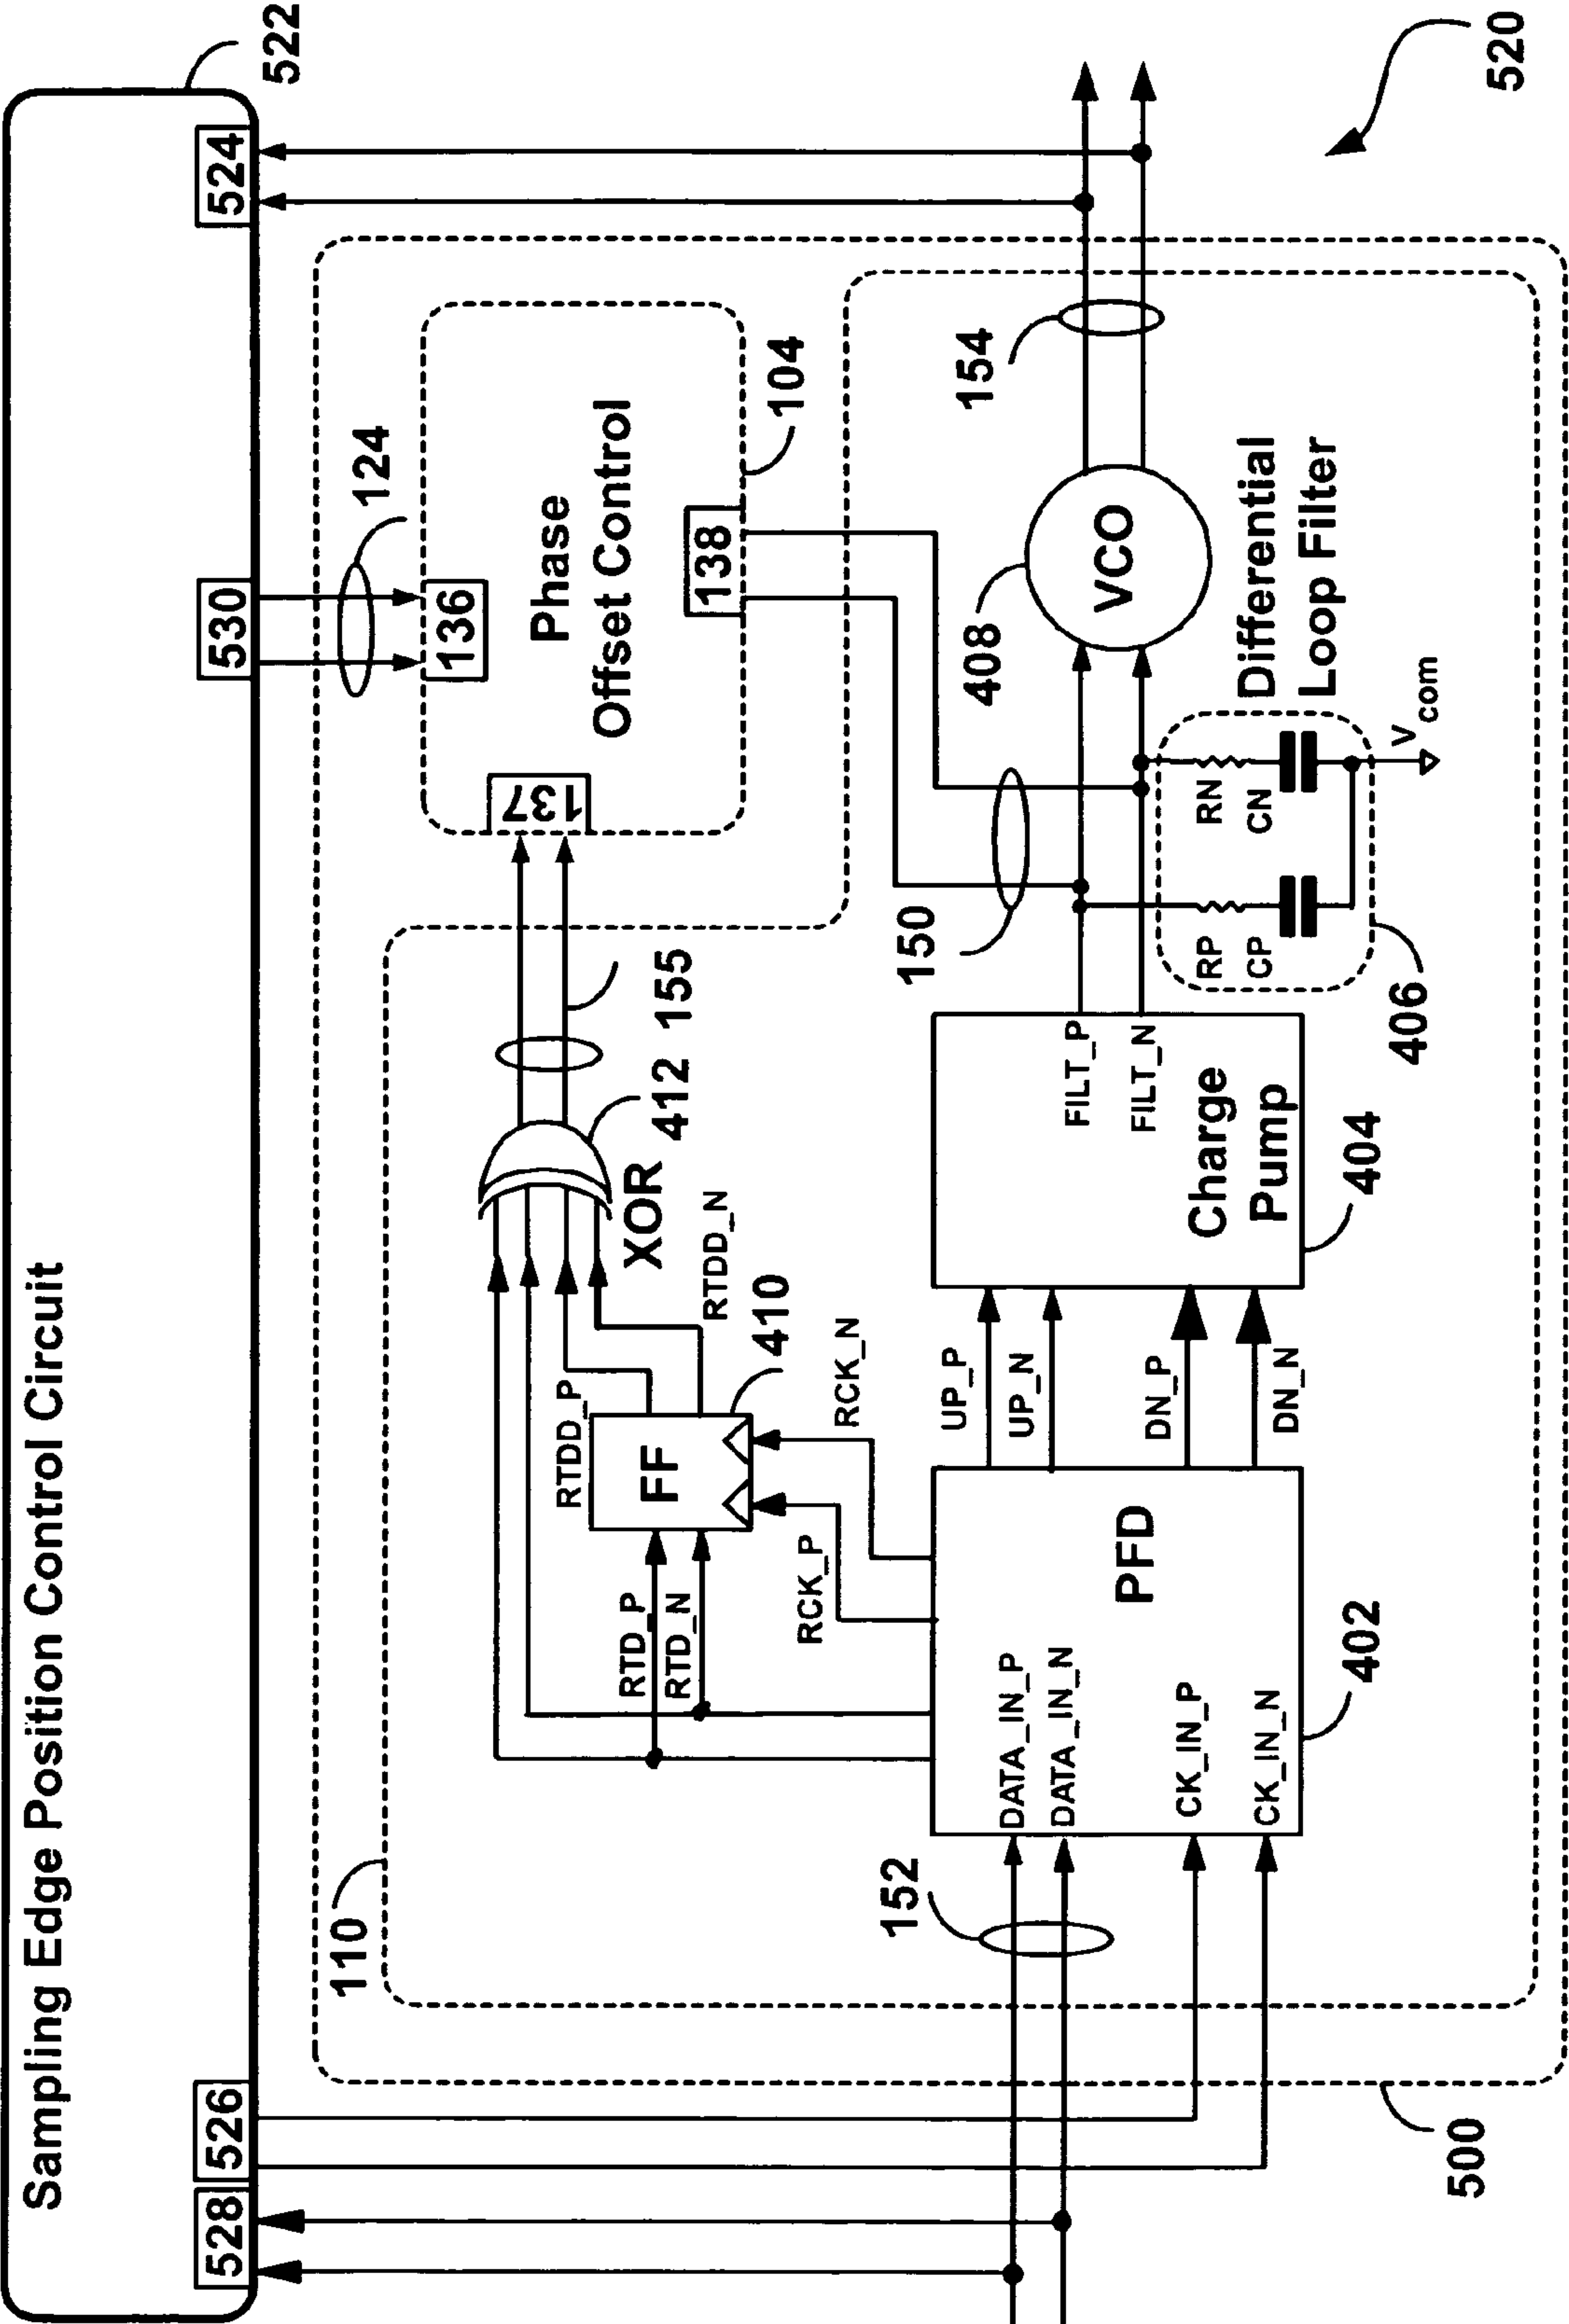 Sampling Edge Position Control Circuit
522
528
526
530
524
124
136
Phase
Offset Control
104
137
138
110
155
412
XOR
RTDD_N
RTDD_P
410
FF
RTD_P
RTD_N
RCK_N
RCK_P
150
154
408
VCO
152
DATA_IN_P
DATA_IN_N
CK_IN_P
CK_IN_N
PFD
402
UP_P
UP_N
DN_P
DN_N
FILT_P
FILT_N
Charge
Pump
404
RP
CP
RN
CN
406
Differential
Loop Filter
Vcom
500
520